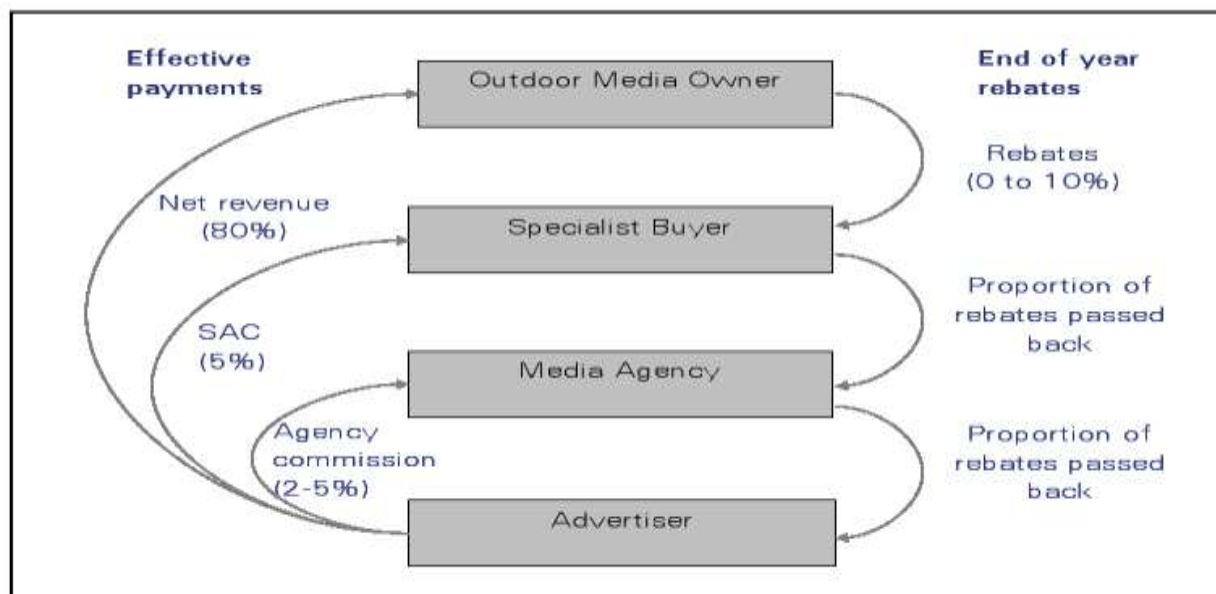 Effective
payments
End of year
rebates
Outdoor Media Owner
Rebates
(0 to 10%)
Net revenue
(80%)
Specialist Buyer
Proportion of
rebates passed
back
SAC
(5%)
Media Agency
Agency
commission
(2-5%)
Proportion of
rebates passed
back
Advertiser